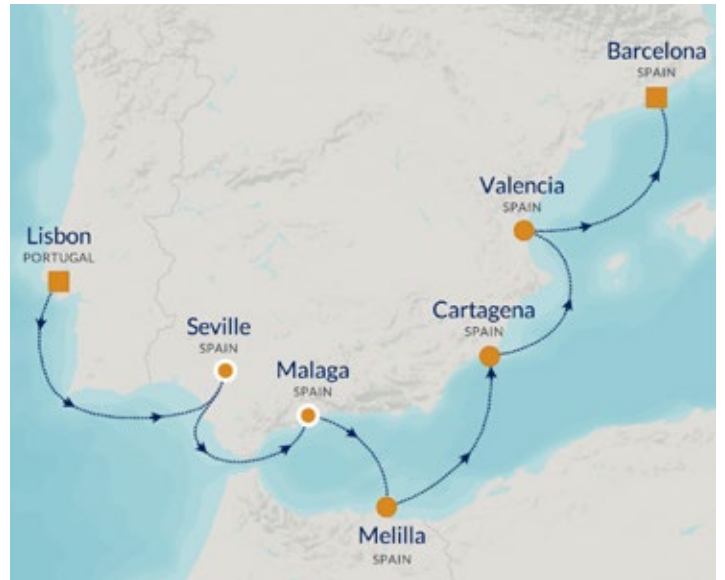 Barcelona
SPAIN
Valencia
SPAIN
Lisbon
PORTUGAL
Cartagena
SPAIN
Seville
SPAIN
Malaga
SPAIN
Melilla
SPAIN